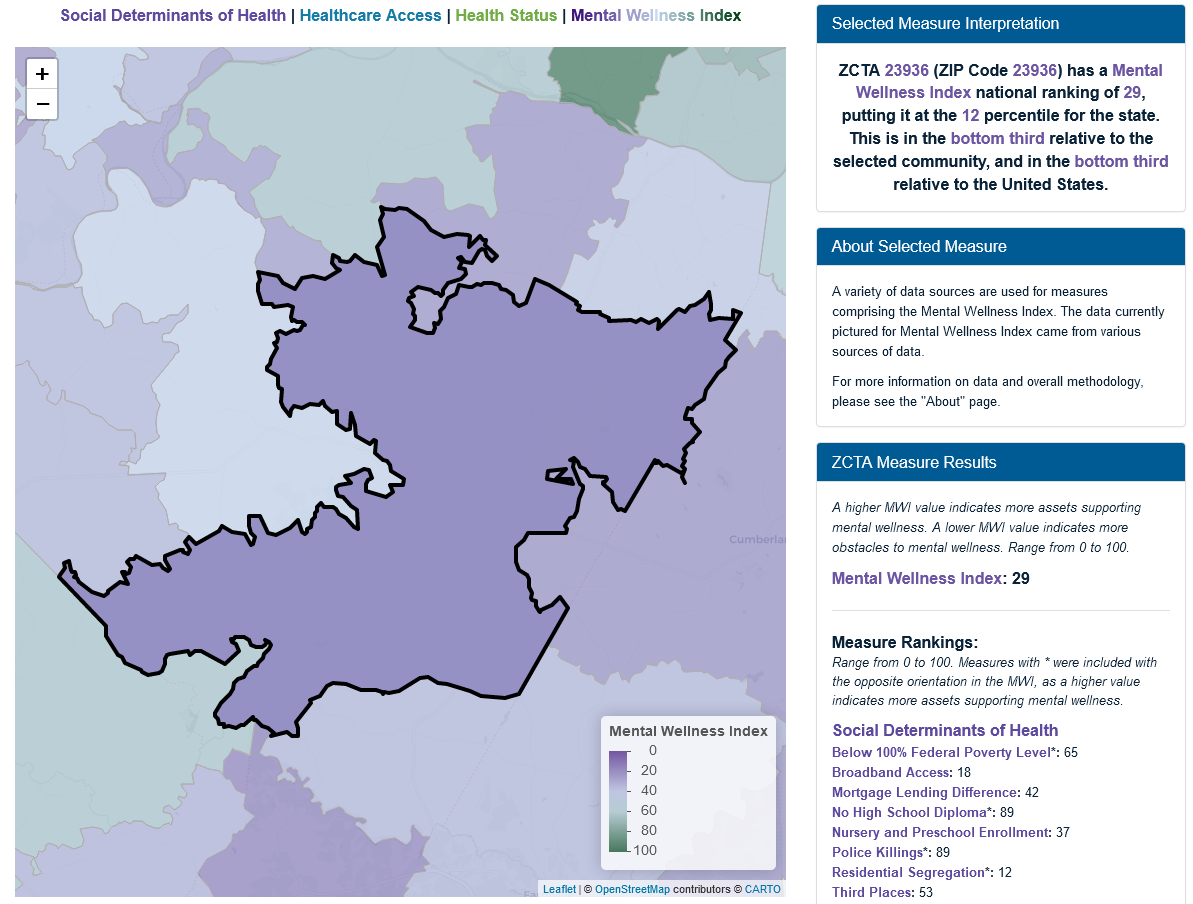 Social Determinants of Health | Healthcare Access | Health Status | Mental Wellness Index
+
−
Cumberla
Mental Wellness Index
0
20
40
60
80
100
Leaflet | © OpenStreetMap contributors © CARTO
Selected Measure Interpretation
ZCTA 23936 (ZIP Code 23936) has a Mental
Wellness Index national ranking of 29,
putting it at the 12 percentile for the state.
This is in the bottom third relative to the
selected community, and in the bottom third
relative to the United States.
About Selected Measure
A variety of data sources are used for measures
comprising the Mental Wellness Index. The data currently
pictured for Mental Wellness Index came from various
sources of data.
For more information on data and overall methodology,
please see the "About" page.
ZCTA Measure Results
A higher MWI value indicates more assets supporting
mental wellness. A lower MWI value indicates more
obstacles to mental wellness. Range from 0 to 100.
Mental Wellness Index: 29
Measure Rankings:
Range from 0 to 100. Measures with * were included with
the opposite orientation in the MWI, as a higher value
indicates more assets supporting mental wellness.
Social Determinants of Health
Below 100% Federal Poverty Level*: 65
Broadband Access: 18
Mortgage Lending Difference: 42
No High School Diploma*: 89
Nursery and Preschool Enrollment: 37
Police Killings*: 89
Residential Segregation*: 12
Third Places: 53